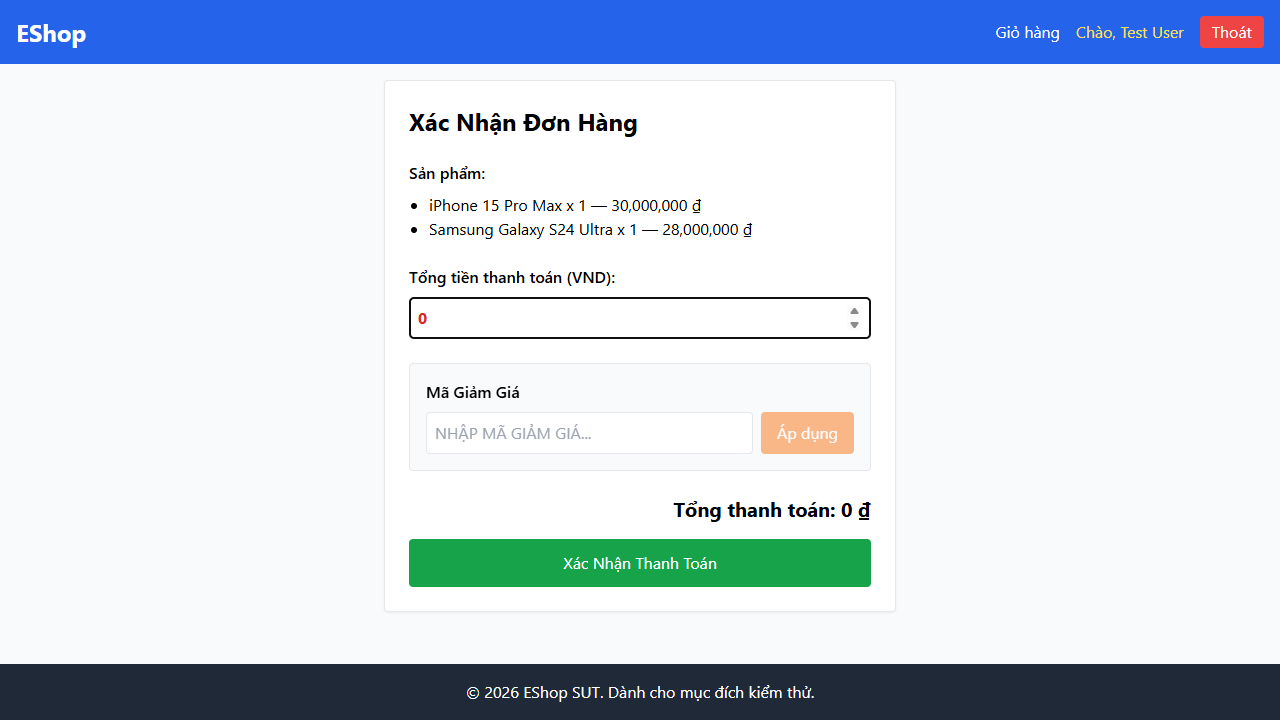 EShop
Giỏ hàng
Chào, Test User
Thoát
Xác Nhận Đơn Hàng
Sản phẩm:
iPhone 15 Pro Max x 1 — 30,000,000 ₫
Samsung Galaxy S24 Ultra x 1 — 28,000,000 ₫
Tổng tiền thanh toán (VND):
0
Mã Giảm Giá
NHẬP MÃ GIẢM GIÁ...
Áp dụng
Tổng thanh toán: 0 ₫
Xác Nhận Thanh Toán
© 2026 EShop SUT. Dành cho mục đích kiểm thử.